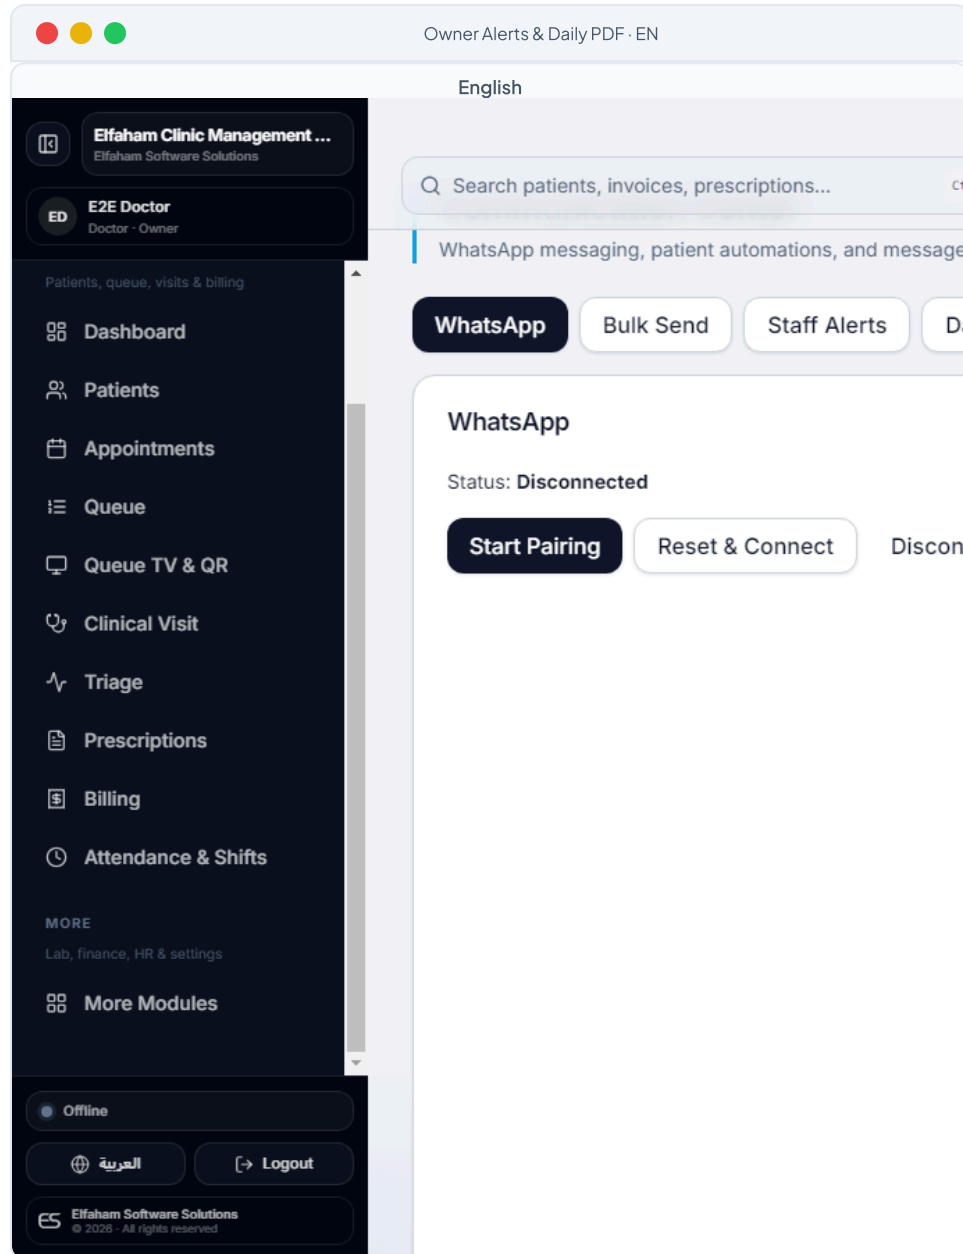 Owner Alerts & Daily PDF · EN
English
Elfaham Clinic Management ...
Elfaham Software Solutions
ED
E2E Doctor
Doctor · Owner
Patients, queue, visits & billing
Dashboard
Patients
Appointments
Queue
Queue TV & QR
Clinical Visit
Triage
Prescriptions
Billing
Attendance & Shifts
MORE
Lab, finance, HR & settings
More Modules
Offline
العربية
Logout
ES
Elfaham Software Solutions
© 2026 · All rights reserved
Search patients, invoices, prescriptions...
WhatsApp messaging, patient automations, and message
WhatsApp
Bulk Send
Staff Alerts
WhatsApp
Status: Disconnected
Start Pairing
Reset & Connect
Discon